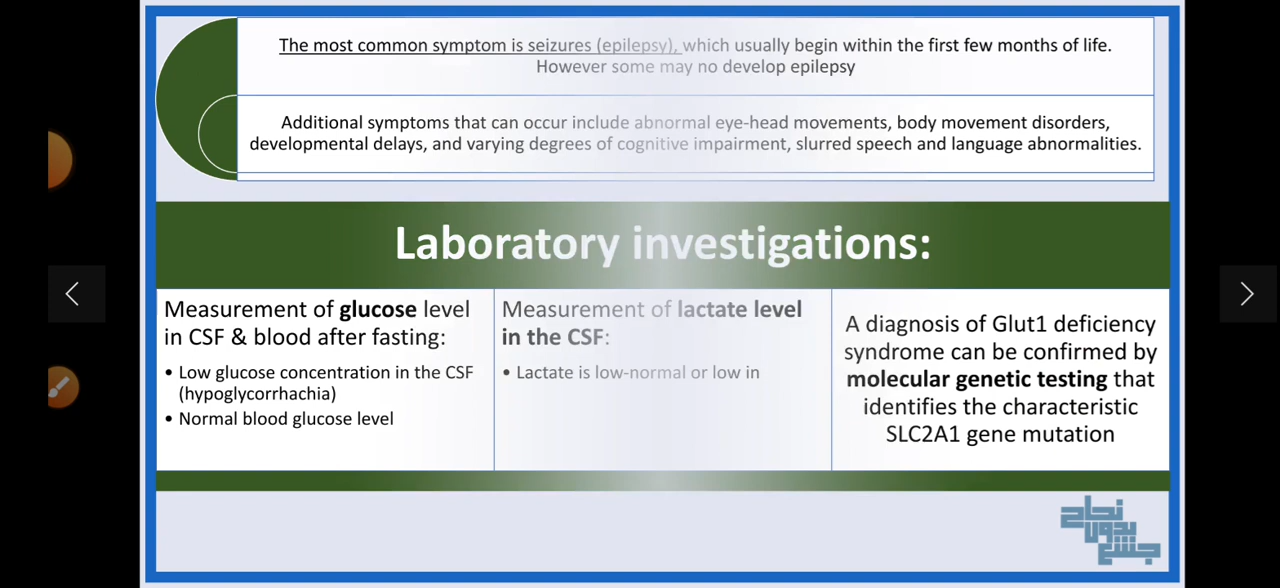 The most common symptom is seizures (epilepsy), which usually begin within the first few months of life.
However some may no develop epilepsy
Additional symptoms that can occur include abnormal eye-head movements, body movement disorders,
developmental delays, and varying degrees of cognitive impairment, slurred speech and language abnormalities.
Laboratory investigations:
Measurement of glucose level
in CSF & blood after fasting:
• Low glucose concentration in the CSF
(hypoglycorrhachia)
• Normal blood glucose level
Measurement of lactate level
in the CSF:
• Lactate is low-normal or low in
A diagnosis of Glut1 deficiency
syndrome can be confirmed by
molecular genetic testing that
identifies the characteristic
SLC2A1 gene mutation
نجاح
بدون
جشع